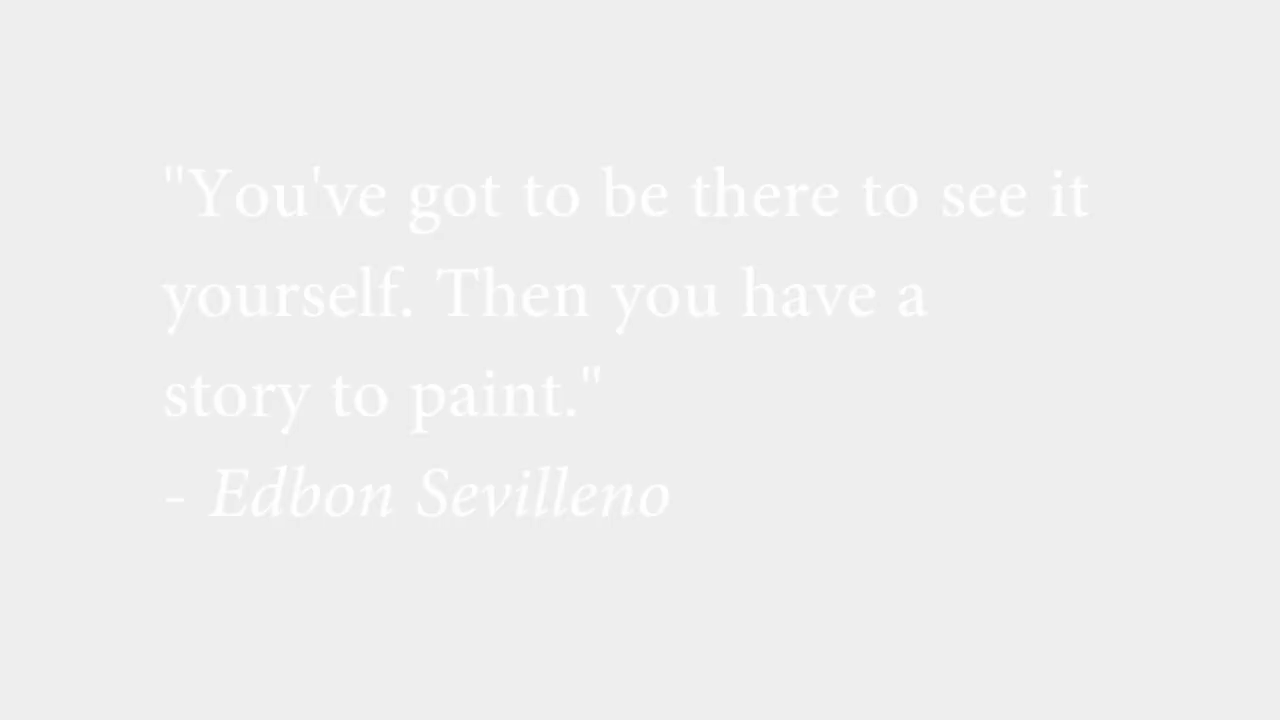 "You've got to be there to see it
yourself. Then you have a
story to paint."
- Edbon Sevilleno